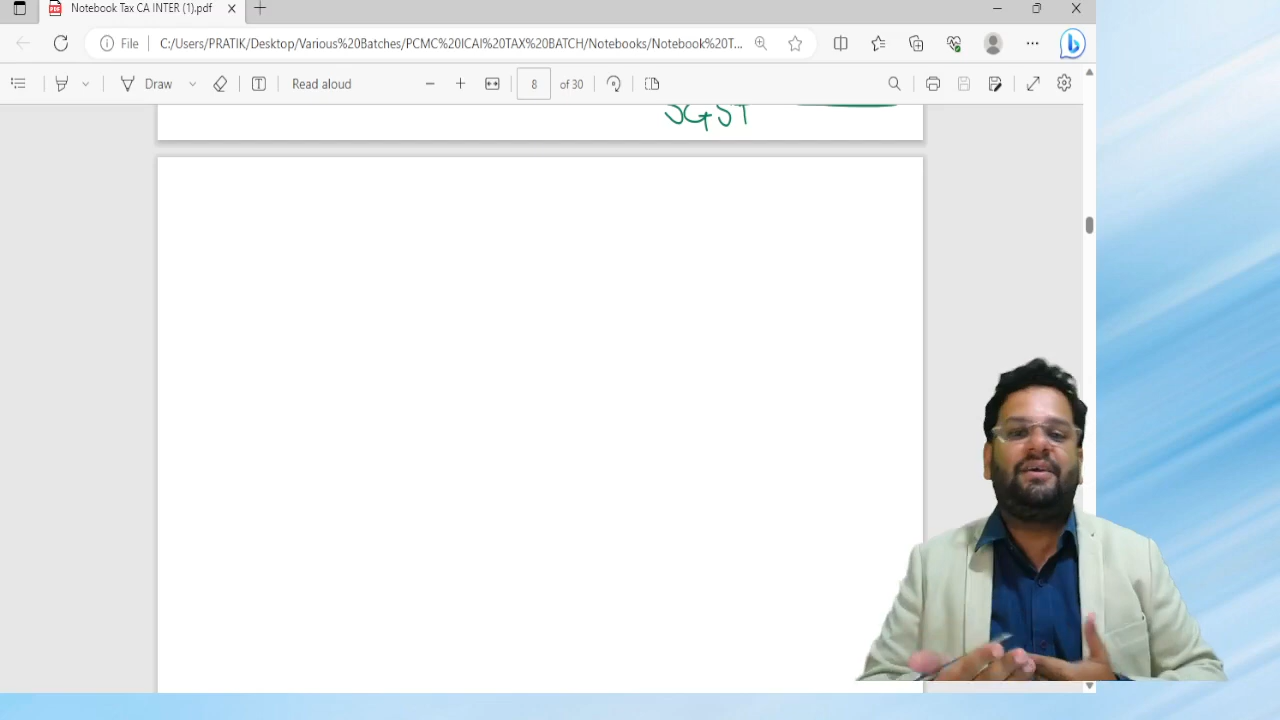 Notebook Tax CA INTER (1).pdf
File C:/Users/PRATIK/Desktop/Various%20Batches/PCMC%20ICAI%20TAX%20BATCH/Notebooks/Notebook%20T...
Draw Read aloud 8 of 30
SGST